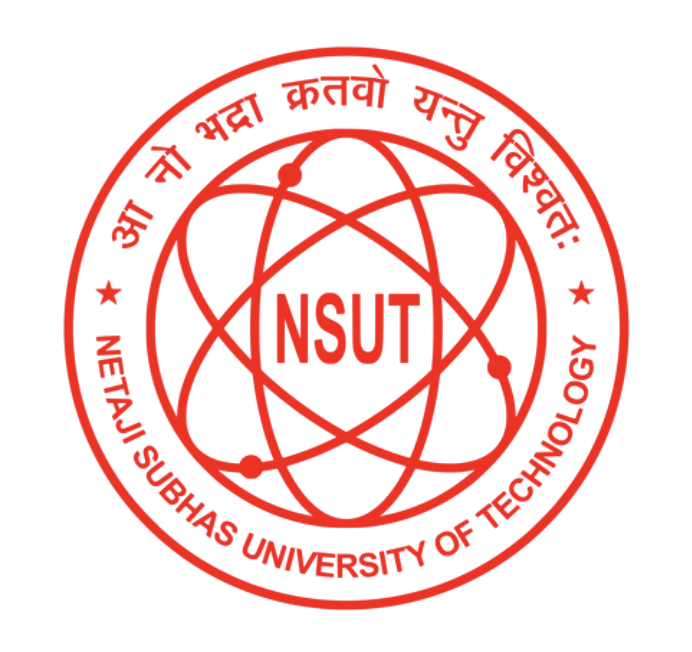 आ नो भद्रा क्रतवो यन्तु विश्वतः
NSUT
★ NETAJI SUBHAS UNIVERSITY OF TECHNOLOGY ★